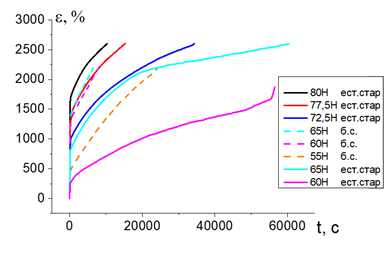 ε, %
3000
2500
2000
1500
1000
500
0
0 20000 40000 60000
t, c
80Н ест.стар
77,5Н ест.стар
72,5Н ест.стар
65Н б.с.
60Н б.с.
55Н б.с.
65Н ест.стар
60Н ест.стар